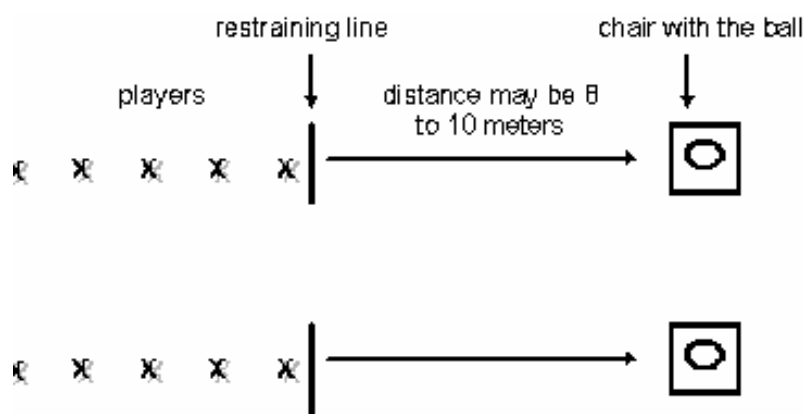 restraining line
chair with the ball
players
distance may be 8
to 10 meters
x x x x x
x x x x x